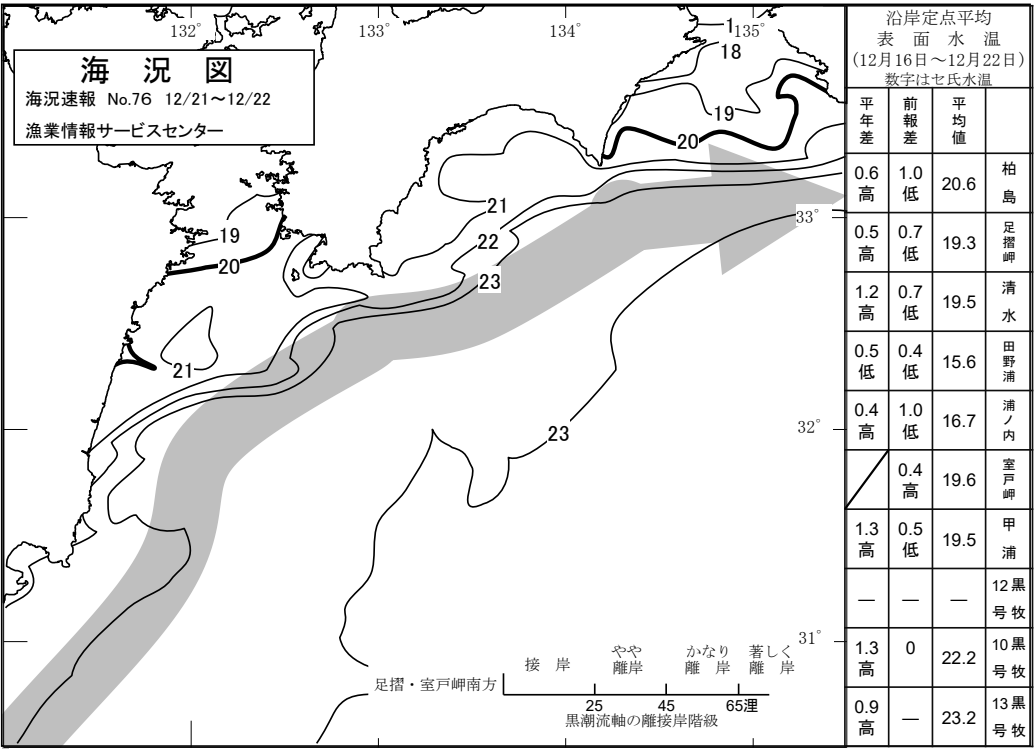 海況図
海況速報 No.76 12/21～12/22
漁業情報サービスセンター
132°
133°
134°
135°
1
18
19
20
21
22
23
19
20
21
23
33°
32°
31°
接岸
やや離岸
かなり離岸
著しく離岸
足摺・室戸岬南方
25 45 65浬
黒潮流軸の離接岸階級
沿岸定点平均
表面水温
(12月16日～12月22日)
数字はセ氏水温
平年差 前報差 平均値
0.6高 1.0低 20.6 柏島
0.5高 0.7低 19.3 足摺岬
1.2高 0.7低 19.5 清水
0.5低 0.4低 15.6 田野浦
0.4高 1.0低 16.7 浦ノ内
0.4高 19.6 室戸岬
1.3高 0.5低 19.5 甲浦
— — — 黒牧12号
1.3高 0 22.2 黒牧10号
0.9高 — 23.2 黒牧13号